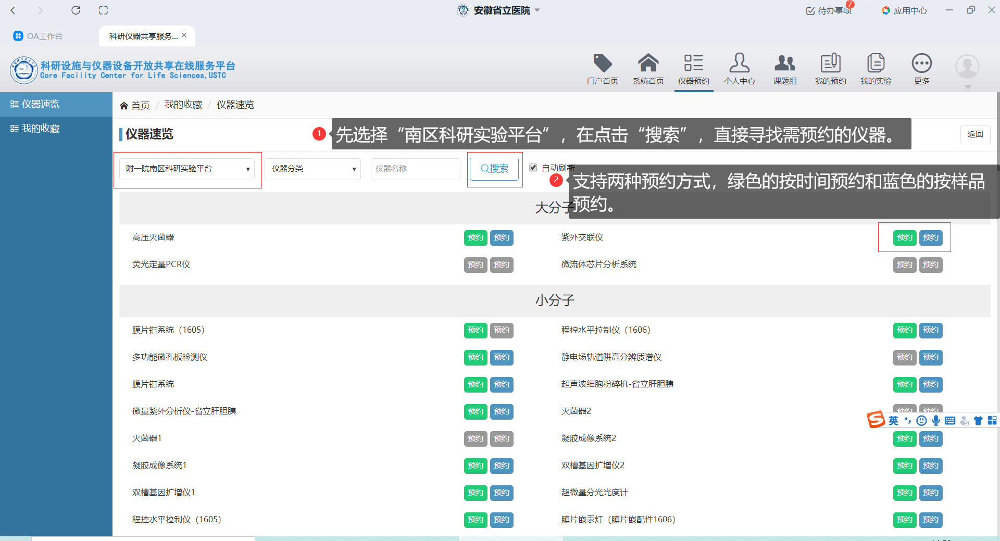 安徽省立医院
待办事项
7
应用中心
OA工作台
科研仪器共享服务...
科研设施与仪器设备开放共享在线服务平台
Core Facility Center for Life Sciences,USTC
门户首页
系统首页
仪器预约
个人中心
课题组
我的预约
我的实验
更多
仪器速览
我的收藏
首页 / 我的收藏 / 仪器速览
仪器速览
1
先选择“南区科研实验平台”，在点击“搜索”，直接寻找需预约的仪器。
返回
附一院南区科研实验平台
仪器分类
仪器名称
搜索
自动刷新
2
支持两种预约方式，绿色的按时间预约和蓝色的按样品
预约。
大分子
高压灭菌器 预约 预约 紫外交联仪 预约 预约
荧光定量PCR仪 预约 预约 微流体芯片分析系统 预约 预约
小分子
膜片钳系统（1605） 预约 预约 程控水平拉制仪（1606） 预约 预约
多功能微孔板检测仪 预约 预约 静电场轨道阱高分辨质谱仪 预约 预约
膜片钳系统 预约 预约 超声波细胞粉碎机-省立肝胆胰 预约 预约
微量紫外分析仪-省立肝胆胰 预约 预约 灭菌器2 预约 预约
英
灭菌器1 预约 预约 凝胶成像系统2 预约 预约
凝胶成像系统1 预约 预约 双槽基因扩增仪2 预约 预约
双槽基因扩增仪1 预约 预约 超微量分光光度计 预约 预约
程控水平拉制仪（1605） 预约 预约 膜片嵌汞灯（膜片嵌配件1606） 预约 预约